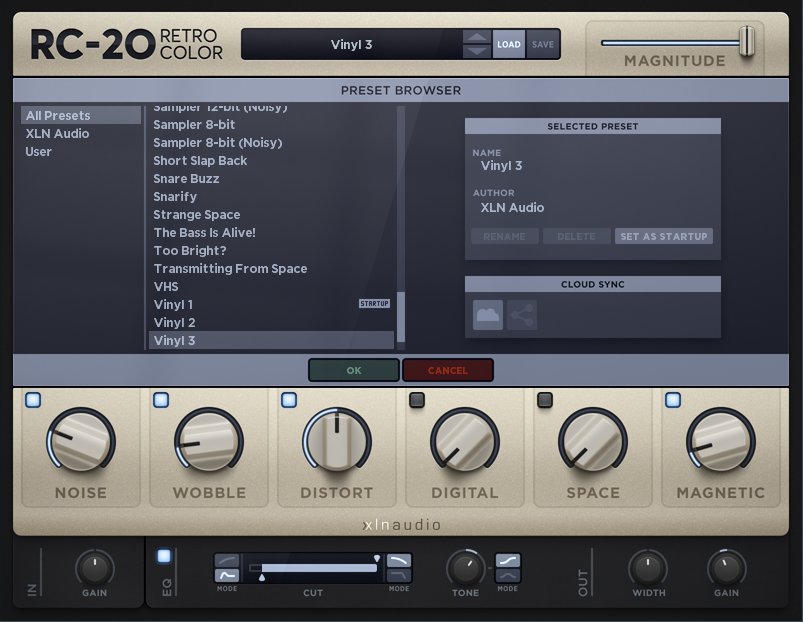 RC-20 RETRO COLOR
Vinyl 3
LOAD
SAVE
MAGNITUDE
PRESET BROWSER
All Presets
XLN Audio
User
Sampler 12-bit (Noisy)
Sampler 8-bit
Sampler 8-bit (Noisy)
Short Slap Back
Snare Buzz
Snarify
Strange Space
The Bass Is Alive!
Too Bright?
Transmitting From Space
VHS
Vinyl 1
STARTUP
Vinyl 2
Vinyl 3
SELECTED PRESET
NAME
Vinyl 3
AUTHOR
XLN Audio
RENAME
DELETE
SET AS STARTUP
CLOUD SYNC
OK
CANCEL
NOISE
WOBBLE
DISTORT
DIGITAL
SPACE
MAGNETIC
xlnaudio
IN
GAIN
EQ
MODE
CUT
MODE
TONE
MODE
OUT
WIDTH
GAIN